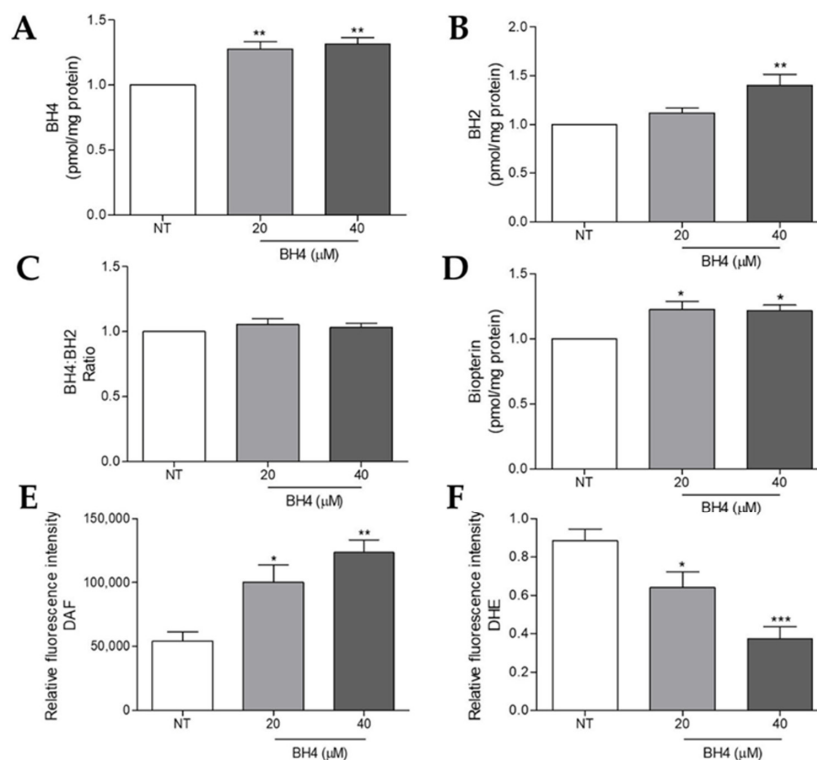 A
BH4
(pmol/mg protein)
1.5
1.0
0.5
0.0
**
**
NT
20
40
BH4 (µM)
B
BH2
(pmol/mg protein)
2.0
1.5
1.0
0.5
0.0
**
NT
20
40
BH4 (µM)
C
BH4:BH2
Ratio
1.5
1.0
0.5
0.0
NT
20
40
BH4 (µM)
D
Biopterin
(pmol/mg protein)
1.5
1.0
0.5
0.0
*
*
NT
20
40
BH4 (µM)
E
Relative fluorescence intensity
DAF
150,000
100,000
50,000
0.0
*
**
NT
20
40
BH4 (µM)
F
Relative fluorescence intensity
DHE
1.0
0.8
0.6
0.4
0.2
0.0
*
***
NT
20
40
BH4 (µM)